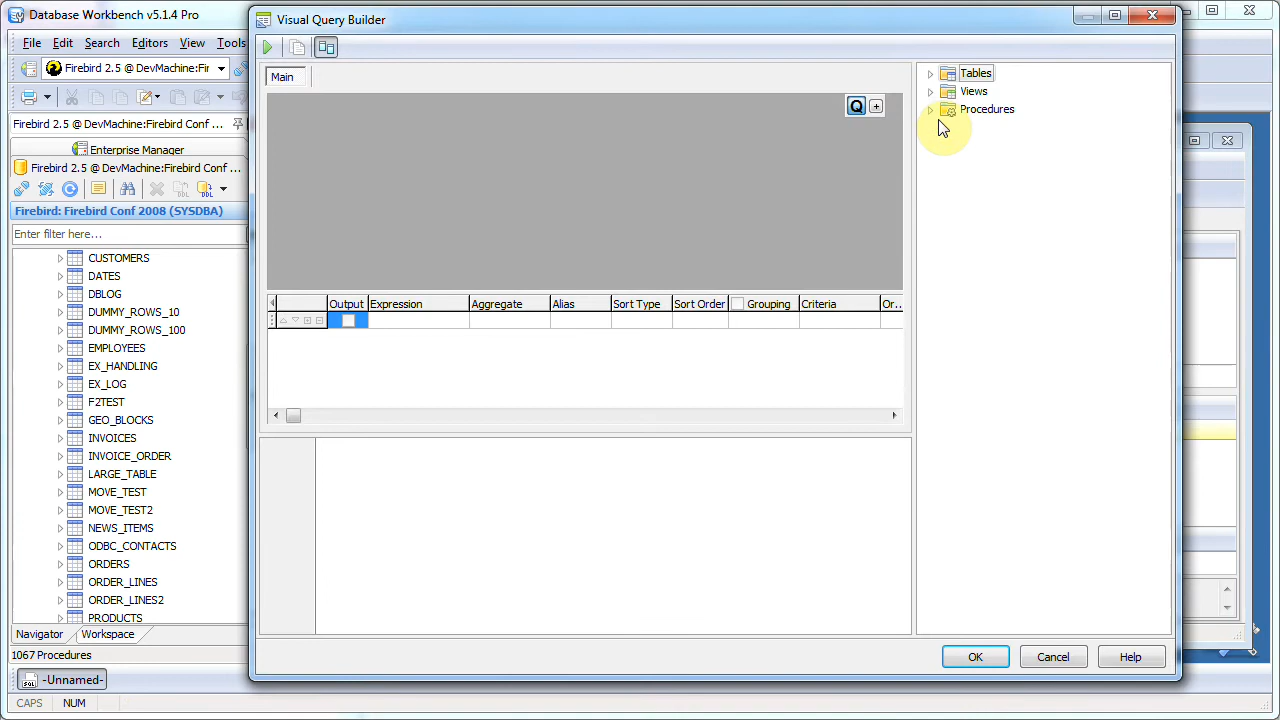 Database Workbench v5.1.4 Pro
File Edit Search Editors View Tools
Firebird 2.5 @ DevMachine:Fir
Firebird 2.5 @ DevMachine:Firebird Conf ...
Enterprise Manager
Firebird 2.5 @ DevMachine:Firebird Conf ...
DDL DDL
Firebird: Firebird Conf 2008 (SYSDBA)
Enter filter here...
CUSTOMERS
DATES
DBLOG
DUMMY_ROWS_10
DUMMY_ROWS_100
EMPLOYEES
EX_HANDLING
EX_LOG
F2TEST
GEO_BLOCKS
INVOICES
INVOICE_ORDER
LARGE_TABLE
MOVE_TEST
MOVE_TEST2
NEWS_ITEMS
ODBC_CONTACTS
ORDERS
ORDER_LINES
ORDER_LINES2
PRODUCTS
Navigator Workspace
1067 Procedures
SQL -Unnamed-
CAPS NUM
Visual Query Builder
Main
Q +
Output Expression Aggregate Alias Sort Type Sort Order Grouping Criteria Or...
Tables
Views
Procedures
OK Cancel Help